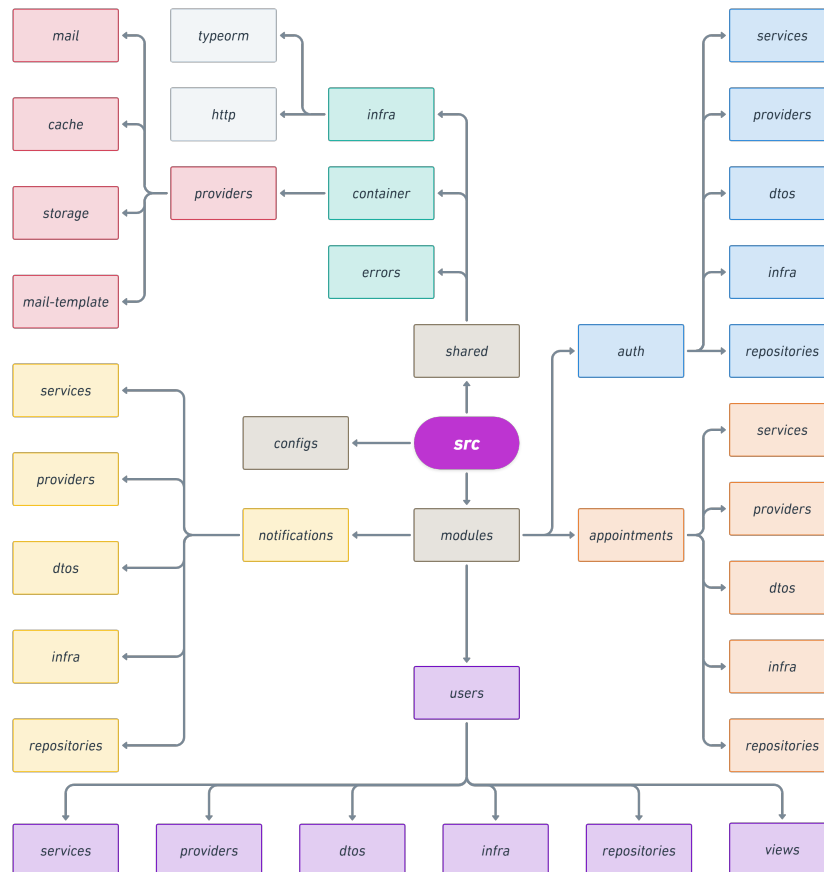 mail
typeorm
services
cache
http
infra
providers
storage
providers
container
dtos
mail-template
errors
infra
shared
auth
repositories
services
configs
src
services
providers
notifications
modules
appointments
providers
dtos
dtos
infra
users
infra
repositories
repositories
services
providers
dtos
infra
repositories
views